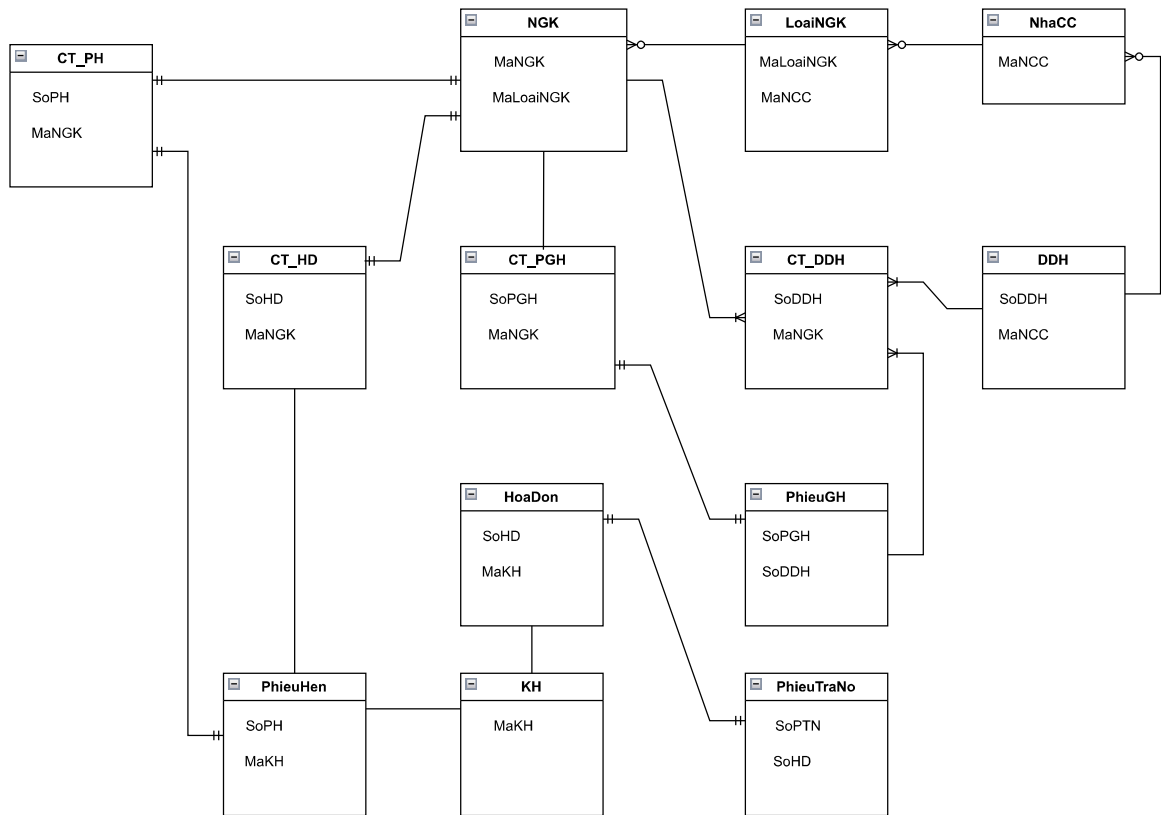 CT_PH
SoPH
MaNGK
NGK
MaNGK
MaLoaiNGK
LoaiNGK
MaLoaiNGK
MaNCC
NhaCC
MaNCC
CT_HD
SoHD
MaNGK
CT_PGH
SoPGH
MaNGK
CT_DDH
SoDDH
MaNGK
DDH
SoDDH
MaNCC
HoaDon
SoHD
MaKH
PhieuGH
SoPGH
SoDDH
PhieuHen
SoPH
MaKH
KH
MaKH
PhieuTraNo
SoPTN
SoHD